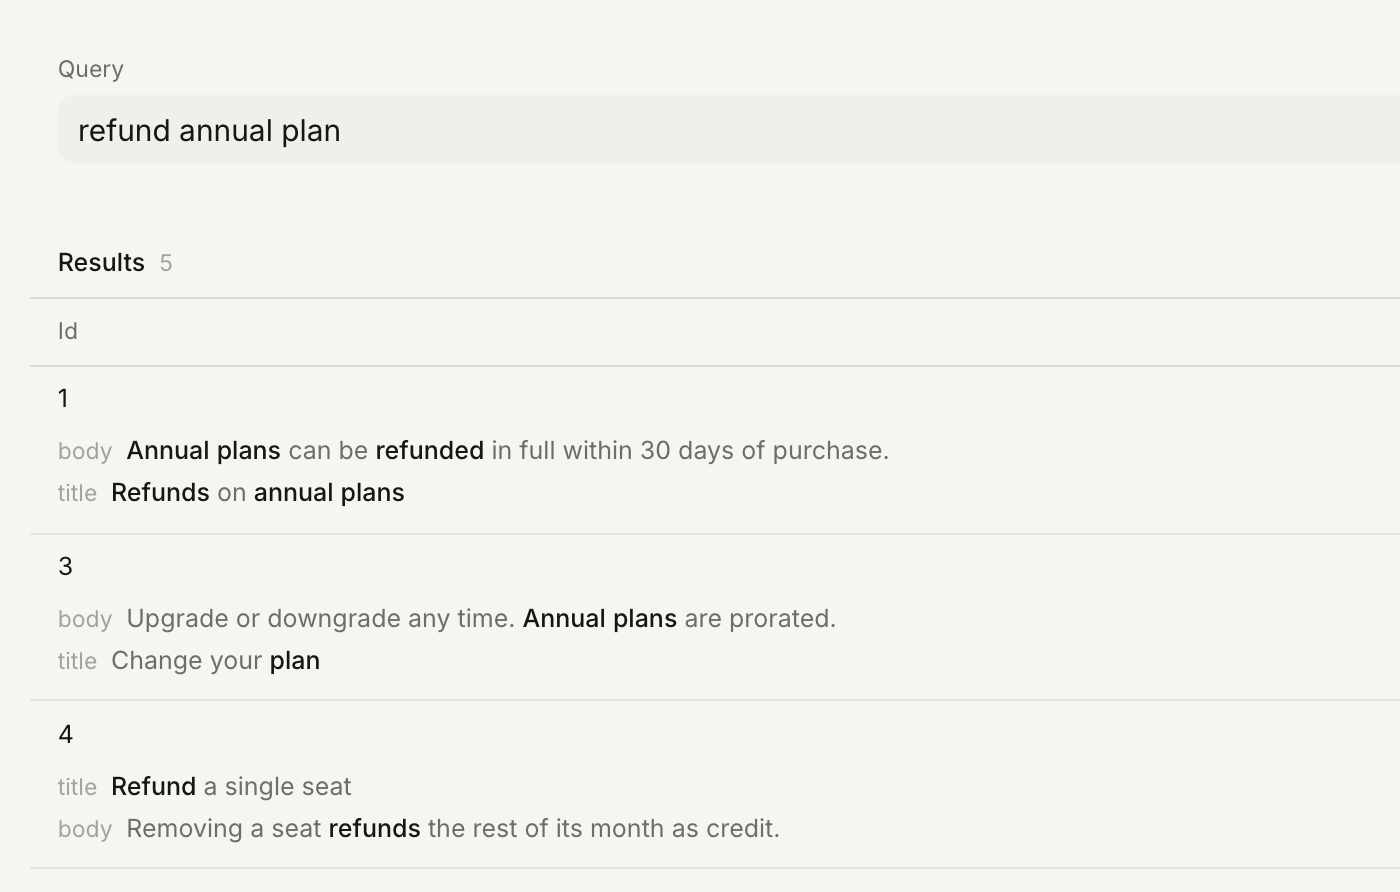 Query
refund annual plan
Results 5
Id
1
body Annual plans can be refunded in full within 30 days of purchase.
title Refunds on annual plans
3
body Upgrade or downgrade any time. Annual plans are prorated.
title Change your plan
4
title Refund a single seat
body Removing a seat refunds the rest of its month as credit.